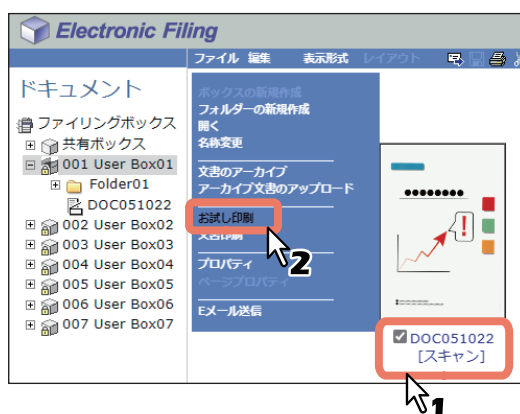 Electronic Filing
ファイル 編集 表示形式 レイアウト
ドキュメント
ファイリングボックス
共有ボックス
001 User Box01
Folder01
DOC051022
002 User Box02
003 User Box03
004 User Box04
005 User Box05
006 User Box06
007 User Box07
ボックスの新規作成
フォルダーの新規作成
開く
名称変更
文書のアーカイブ
アーカイブ文書のアップロード
お試し印刷
文書印刷
プロパティ
ページプロパティ
Eメール送信
2
DOC051022
[スキャン]
1